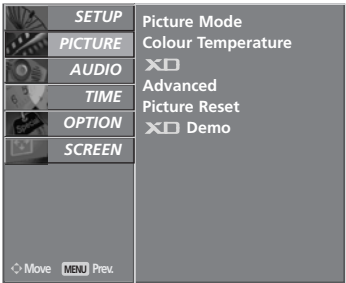 SETUP
PICTURE
AUDIO
TIME
OPTION
SCREEN
Move MENU Prev.
Picture Mode
Colour Temperature
XD
Advanced
Picture Reset
XD Demo